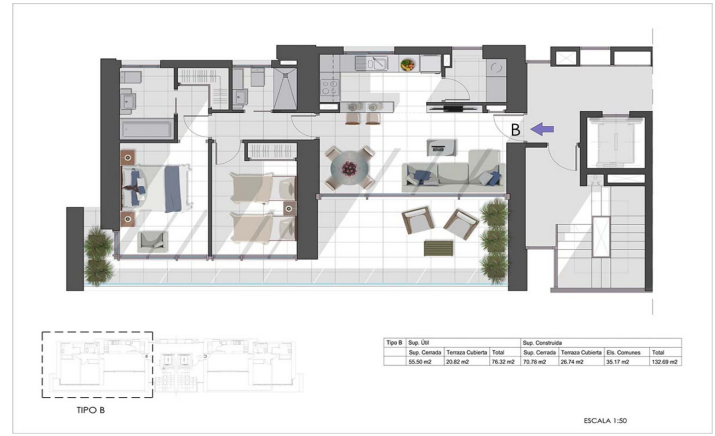 B
Tipo B Sup. Útil Sup. Construida
Sup. Cerrada Terraza Cubierta Total Sup. Cerrada Terraza Cubierta Els. Comunes Total
55.50 m2 20.82 m2 76.32 m2 70.78 m2 26.74 m2 35.17 m2 132.69 m2
TIPO B
ESCALA 1:50